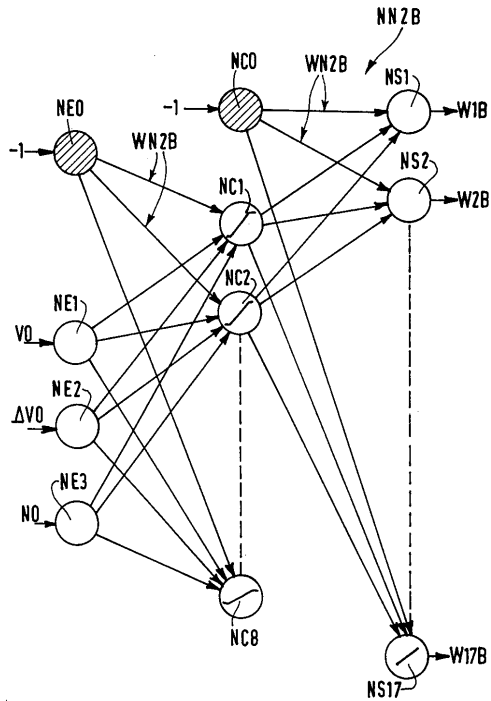 NN2B
NC0
WN2B
NS1
-1
W1B
NE0
WN2B
NS2
-1
NC1
W2B
NC2
NE1
V0
NE2
ΔV0
NE3
N0
NC8
W17B
NS17